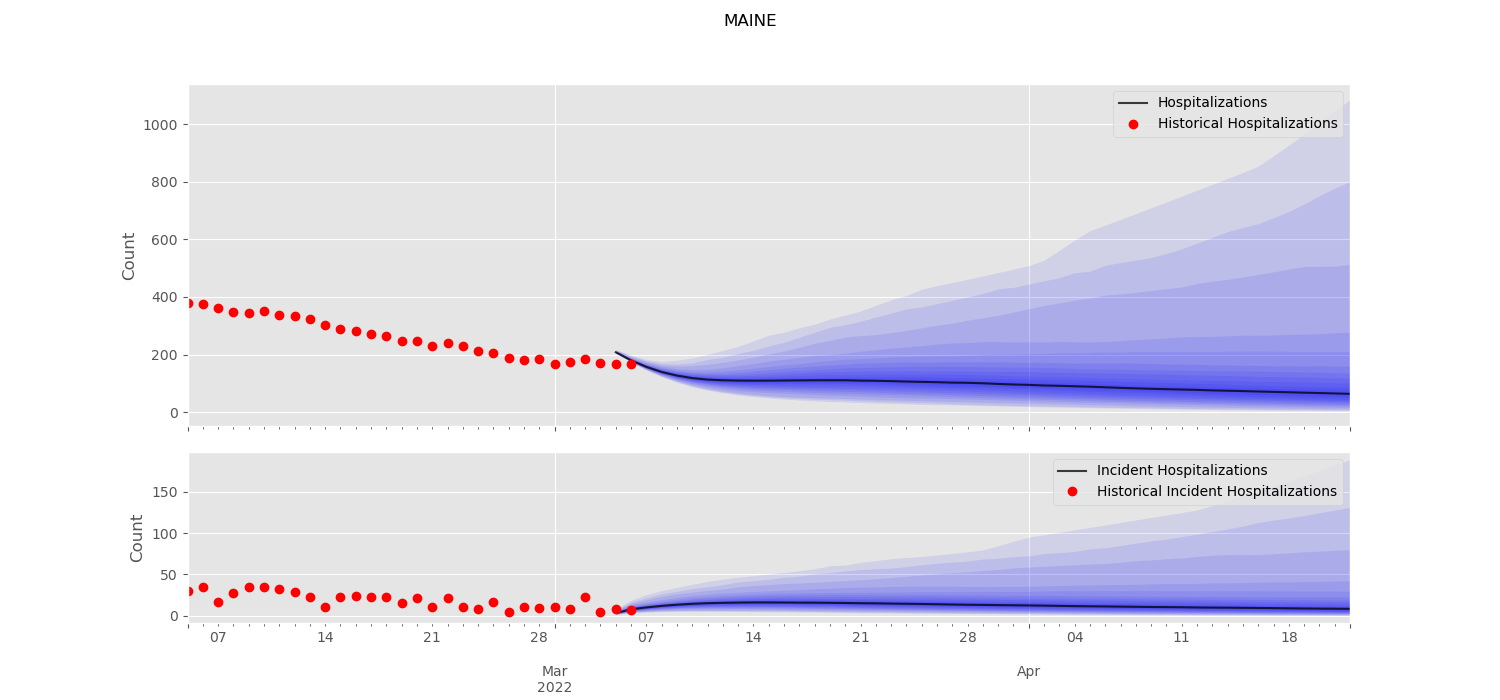 MAINE
1000
800
600
400
200
0
Count
Hospitalizations
Historical Hospitalizations
150
100
50
0
Count
Incident Hospitalizations
Historical Incident Hospitalizations
07 14 21 28 07 14 21 28 04 11 18
Mar Apr
2022